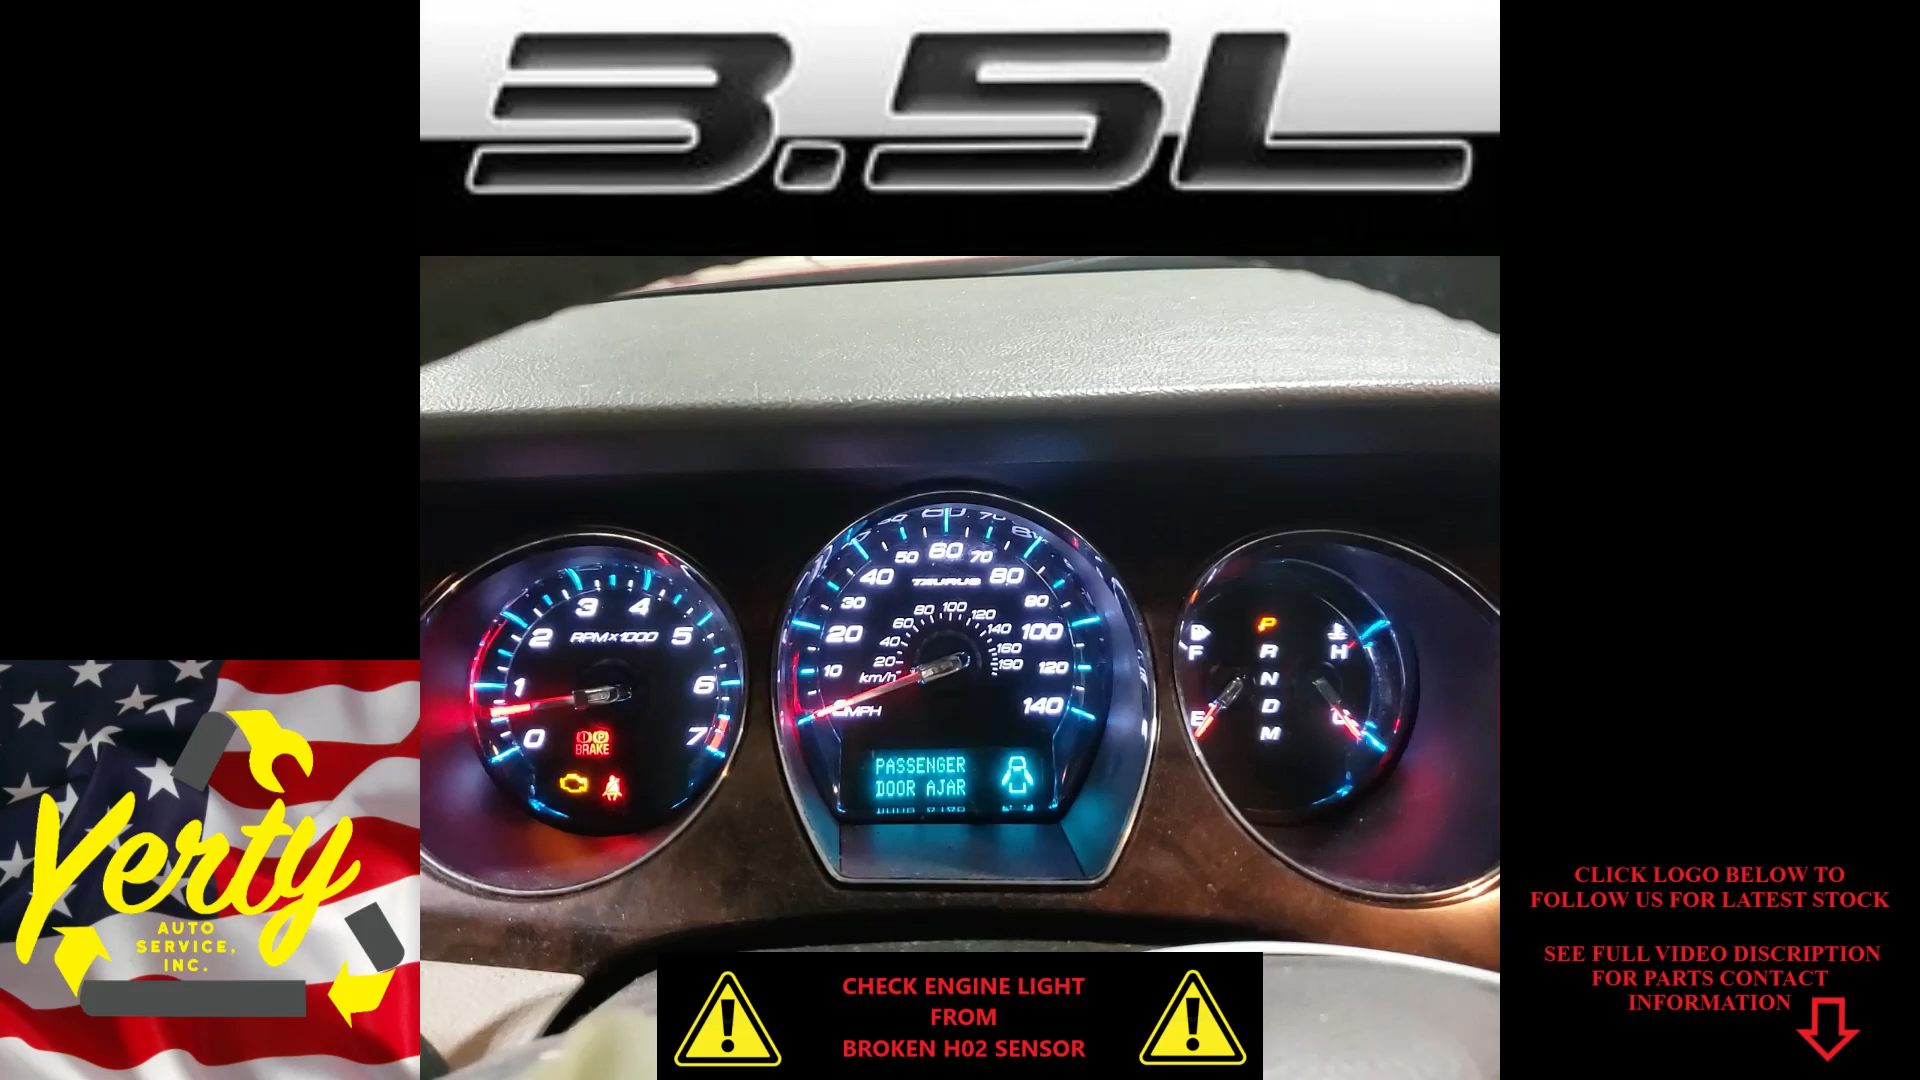 3.5L
60
50 60 70
40 TAURUS 80
30 90
20 100
10 120
MPH 140
80 100 120
60 140
40 160
20 190
km/h
3 4
2 RPMx1000 5
1 6
0 7
BRAKE
PASSENGER
DOOR AJAR
F
E
P
R
N
D
M
H
C
Yerty
AUTO
SERVICE,
INC.
CHECK ENGINE LIGHT
FROM
BROKEN H02 SENSOR
CLICK LOGO BELOW TO
FOLLOW US FOR LATEST STOCK
SEE FULL VIDEO DISCRIPTION
FOR PARTS CONTACT
INFORMATION